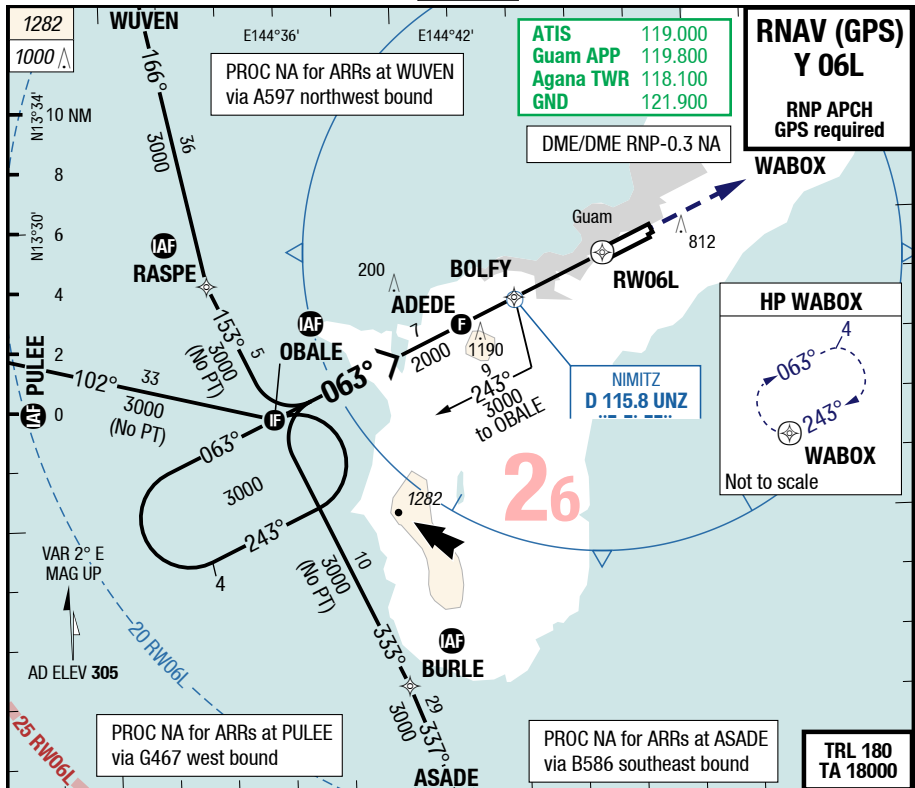 1282
1000
WUVEN
E144°36'
E144°42'
ATIS 119.000
Guam APP 119.800
Agana TWR 118.100
GND 121.900
RNAV (GPS)
Y 06L
RNP APCH
GPS required
PROC NA for ARRs at WUVEN
via A597 northwest bound
DME/DME RNP-0.3 NA
166°
36
3000
N13°34'
10 NM
8
6
N13°30'
4
2
0
WABOX
Guam
812
RW06L
BOLFY
200
ADEDE
F
7
2000
1190
IAF
RASPE
153°
5
3000
(No PT)
IAF
OBALE
063°
9
243°
3000
to OBALE
NIMITZ
D 115.8 UNZ
HP WABOX
4
063°
243°
WABOX
Not to scale
IAF PULEE
102°
33
3000
(No PT)
IF
063°
3000
243°
4
1282
26
10
3000
(No PT)
333°
IAF
BURLE
29
3000
337°
ASADE
VAR 2° E
MAG UP
AD ELEV 305
20 RW06L
25 RW06L
PROC NA for ARRs at PULEE
via G467 west bound
PROC NA for ARRs at ASADE
via B586 southeast bound
TRL 180
TA 18000